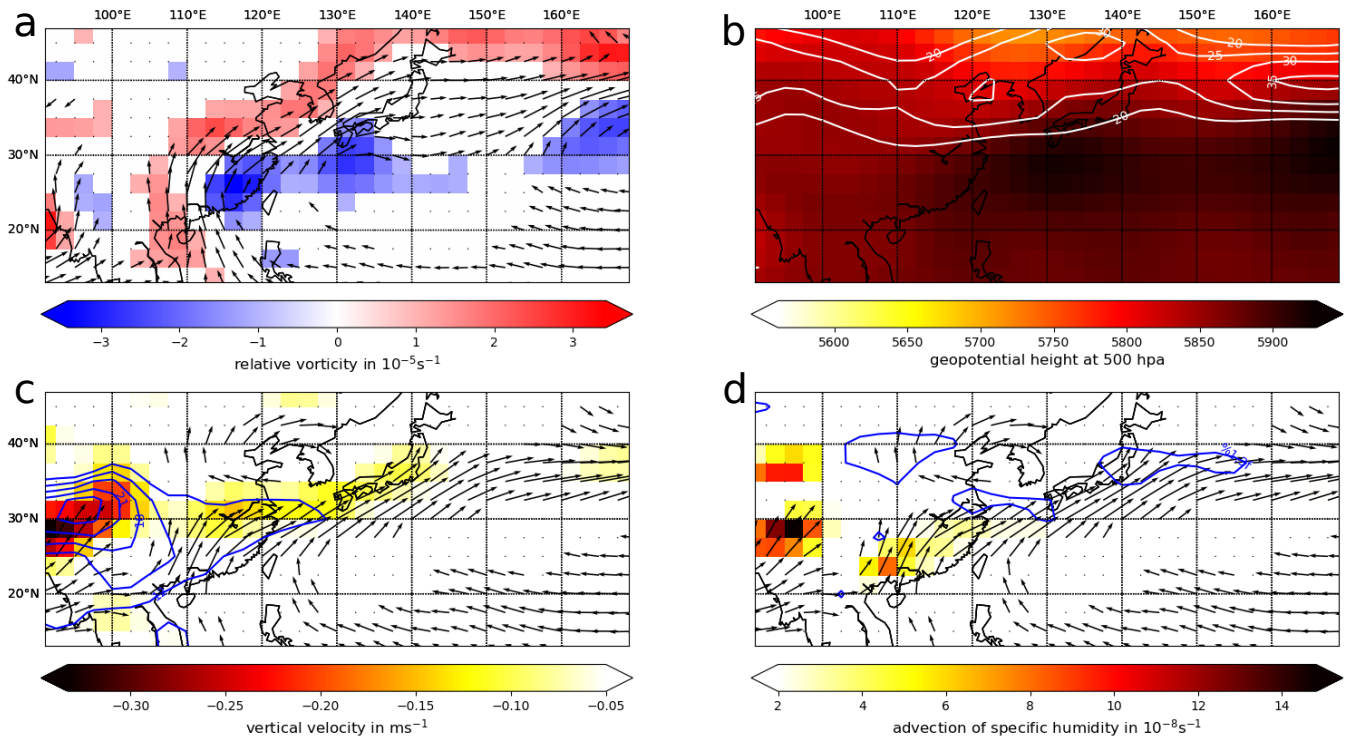 a
100°E 110°E 120°E 130°E 140°E 150°E 160°E
40°N
30°N
20°N
−3 −2 −1 0 1 2 3
relative vorticity in 10⁻⁵s⁻¹
b
100°E 110°E 120°E 130°E 140°E 150°E 160°E
20 20
25
30
35
20
5600 5650 5700 5750 5800 5850 5900
geopotential height at 500 hpa
c
40°N
30°N
20°N
−0.30 −0.25 −0.20 −0.15 −0.10 −0.05
vertical velocity in ms⁻¹
d
2 4 6 8 10 12 14
advection of specific humidity in 10⁻⁸s⁻¹